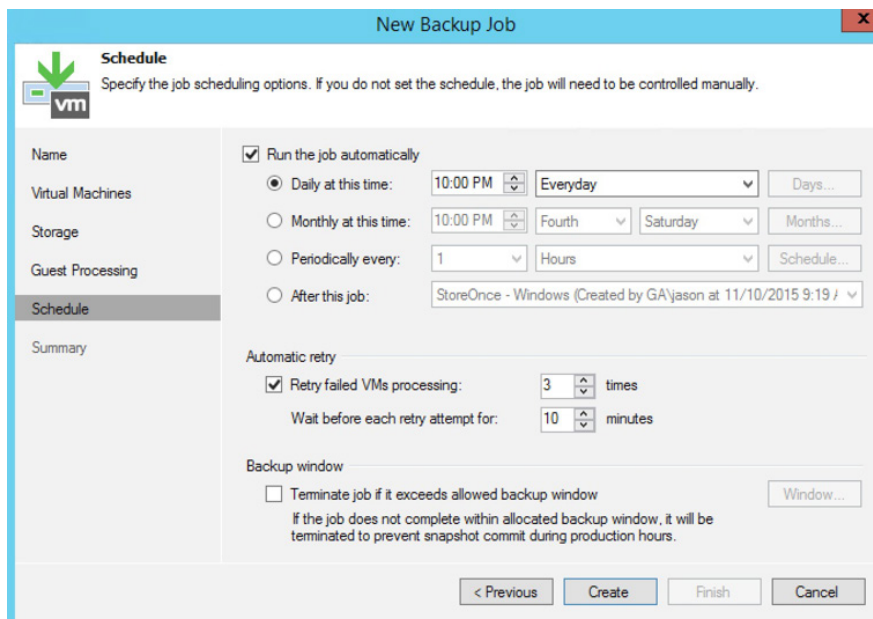 New Backup Job
x
Schedule
Specify the job scheduling options. If you do not set the schedule, the job will need to be controlled manually.
vm
Name
Virtual Machines
Storage
Guest Processing
Schedule
Summary
Run the job automatically
Daily at this time: 10:00 PM Everyday Days...
Monthly at this time: 10:00 PM Fourth Saturday Months...
Periodically every: 1 Hours Schedule...
After this job: StoreOnce - Windows (Created by GA\jason at 11/10/2015 9:19
Automatic retry
Retry failed VMs processing: 3 times
Wait before each retry attempt for: 10 minutes
Backup window
Terminate job if it exceeds allowed backup window Window...
If the job does not complete within allocated backup window, it will be
terminated to prevent snapshot commit during production hours.
< Previous Create Finish Cancel